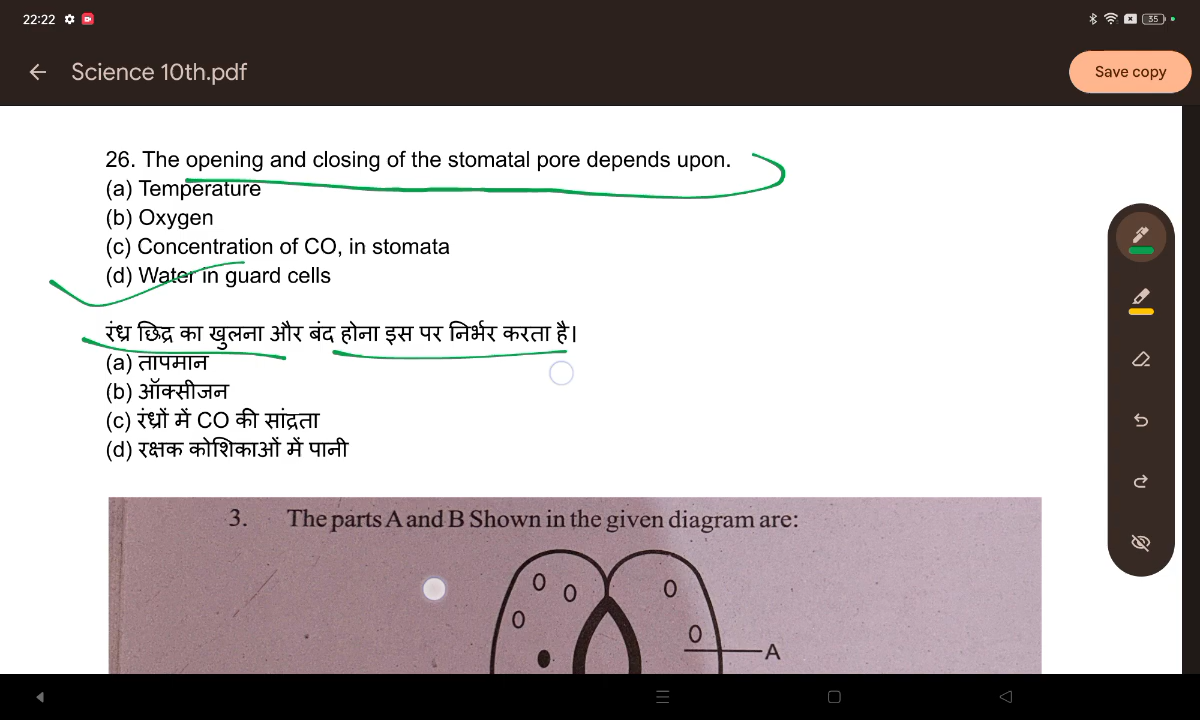 22:22
35
Science 10th.pdf
Save copy
26. The opening and closing of the stomatal pore depends upon.
(a) Temperature
(b) Oxygen
(c) Concentration of CO, in stomata
(d) Water in guard cells
रंध्र छिद्र का खुलना और बंद होना इस पर निर्भर करता है।
(a) तापमान
(b) ऑक्सीजन
(c) रंध्रों में CO की सांद्रता
(d) रक्षक कोशिकाओं में पानी
3. The parts A and B Shown in the given diagram are:
A